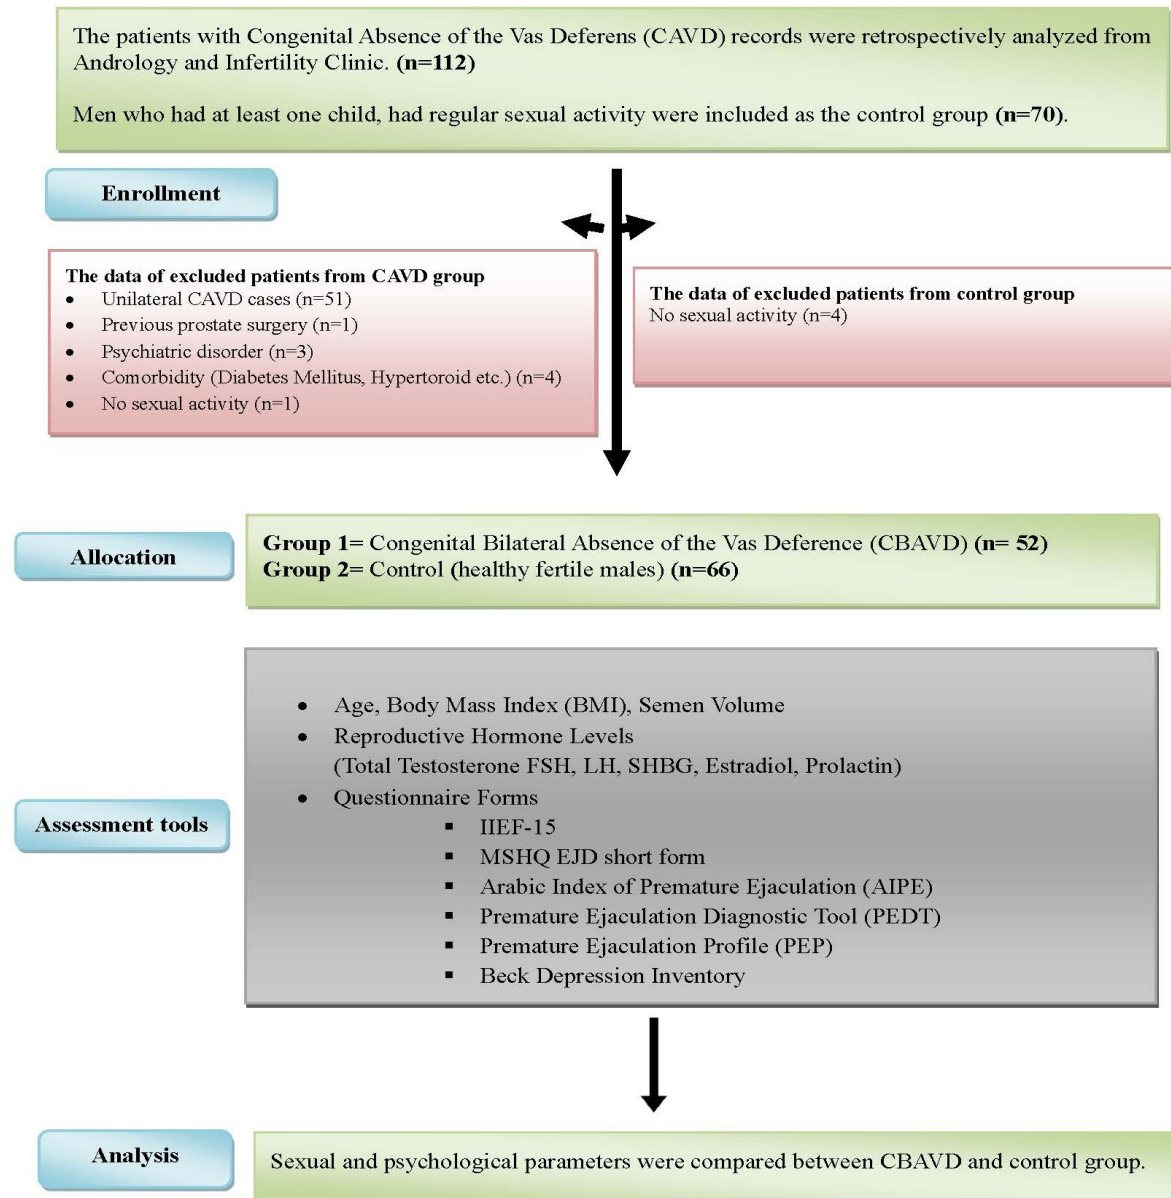 The patients with Congenital Absence of the Vas Deferens (CAVD) records were retrospectively analyzed from
Andrology and Infertility Clinic. (n=112)
Men who had at least one child, had regular sexual activity were included as the control group (n=70).
Enrollment
The data of excluded patients from CAVD group
• Unilateral CAVD cases (n=51)
• Previous prostate surgery (n=1)
• Psychiatric disorder (n=3)
• Comorbidity (Diabetes Mellitus, Hypertoroid etc.) (n=4)
• No sexual activity (n=1)
The data of excluded patients from control group
No sexual activity (n=4)
Allocation
Group 1= Congenital Bilateral Absence of the Vas Deference (CBAVD) (n= 52)
Group 2= Control (healthy fertile males) (n=66)
Assessment tools
• Age, Body Mass Index (BMI), Semen Volume
• Reproductive Hormone Levels
(Total Testosterone FSH, LH, SHBG, Estradiol, Prolactin)
• Questionnaire Forms
▪ IIEF-15
▪ MSHQ EJD short form
▪ Arabic Index of Premature Ejaculation (AIPE)
▪ Premature Ejaculation Diagnostic Tool (PEDT)
▪ Premature Ejaculation Profile (PEP)
▪ Beck Depression Inventory
Analysis
Sexual and psychological parameters were compared between CBAVD and control group.